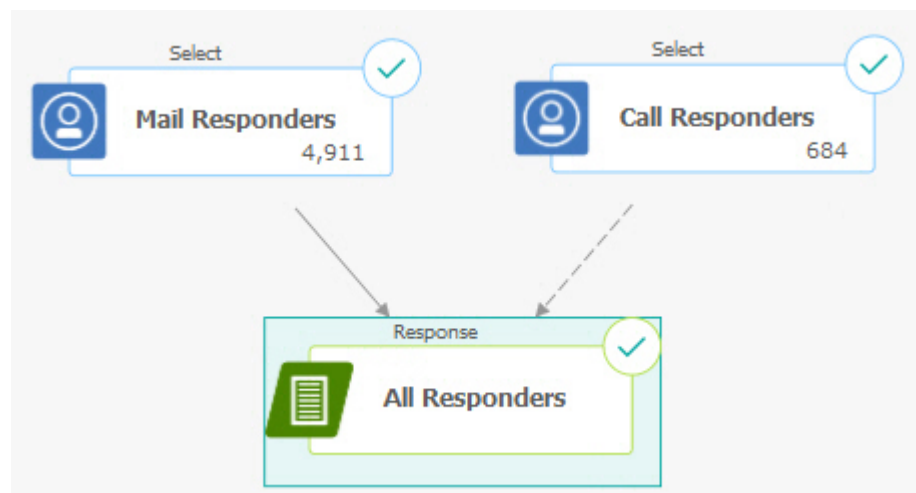 Select
Mail Responders
4,911
Select
Call Responders
684
Response
All Responders